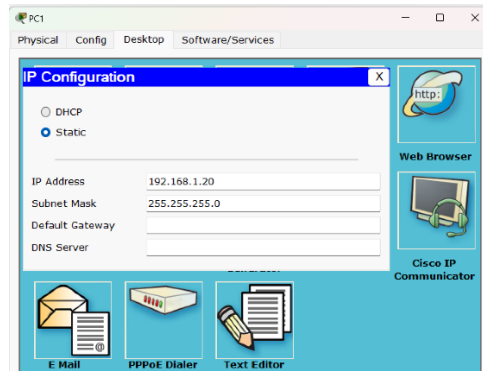 PC1
Physical Config Desktop Software/Services
IP Configuration X
http:
DHCP
Static
Web Browser
IP Address 192.168.1.20
Subnet Mask 255.255.255.0
Default Gateway
DNS Server
Cisco IP
Communicator
E Mail PPPoE Dialer Text Editor